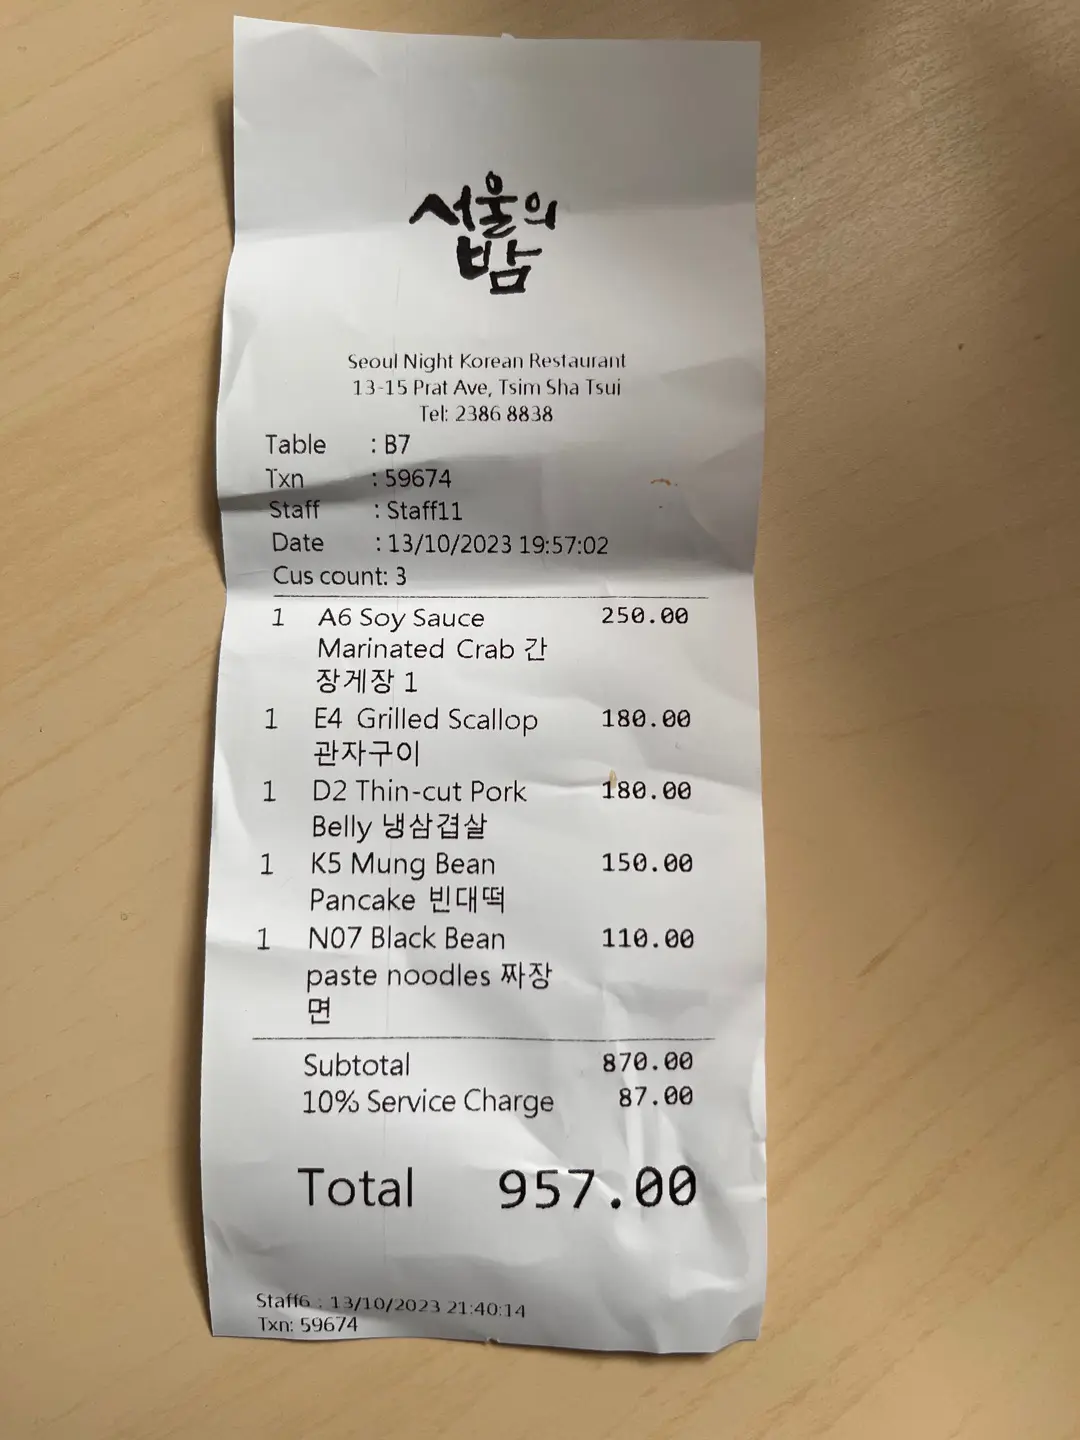 서울의
밤
Seoul Night Korean Restaurant
13-15 Prat Ave, Tsim Sha Tsui
Tel: 2386 8838
Table : B7
Txn : 59674
Staff : Staff11
Date : 13/10/2023 19:57:02
Cus count: 3
1 A6 Soy Sauce 250.00
Marinated Crab 간
장게장 1
1 E4 Grilled Scallop 180.00
관자구이
1 D2 Thin-cut Pork 180.00
Belly 냉삼겹살
1 K5 Mung Bean 150.00
Pancake 빈대떡
1 N07 Black Bean 110.00
paste noodles 짜장
면
Subtotal 870.00
10% Service Charge 87.00
Total 957.00
Staff6 : 13/10/2023 21:40:14
Txn: 59674